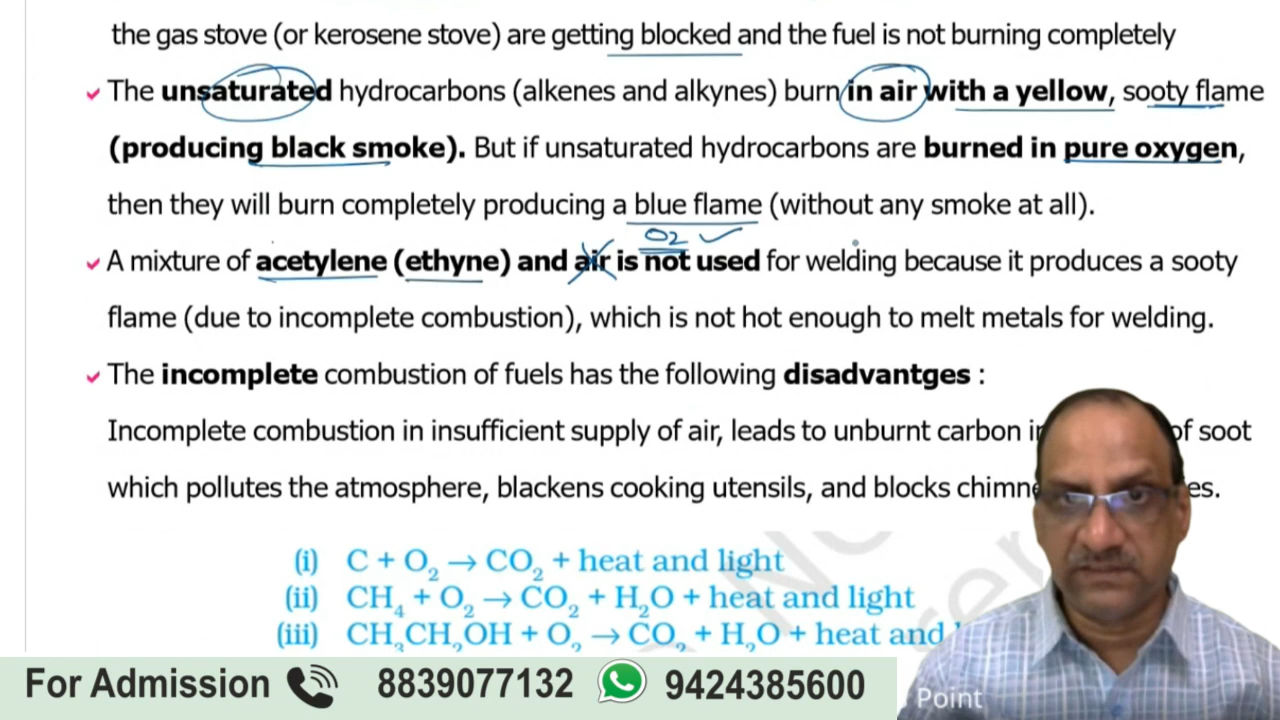 the gas stove (or kerosene stove) are getting blocked and the fuel is not burning completely
The unsaturated hydrocarbons (alkenes and alkynes) burn in air with a yellow, sooty flame
(producing black smoke). But if unsaturated hydrocarbons are burned in pure oxygen,
then they will burn completely producing a blue flame (without any smoke at all).
O2
A mixture of acetylene (ethyne) and air is not used for welding because it produces a sooty
flame (due to incomplete combustion), which is not hot enough to melt metals for welding.
The incomplete combustion of fuels has the following disadvantges :
Incomplete combustion in insufficient supply of air, leads to unburnt carbon of soot
which pollutes the atmosphere, blackens cooking utensils, and blocks
(i) C + O₂ → CO₂ + heat and light
(ii) CH₄ + O₂ → CO₂ + H₂O + heat and light
(iii) CH₃CH₂OH + O₂ → CO₂ + H₂O + heat and
For Admission 8839077132 9424385600
Point